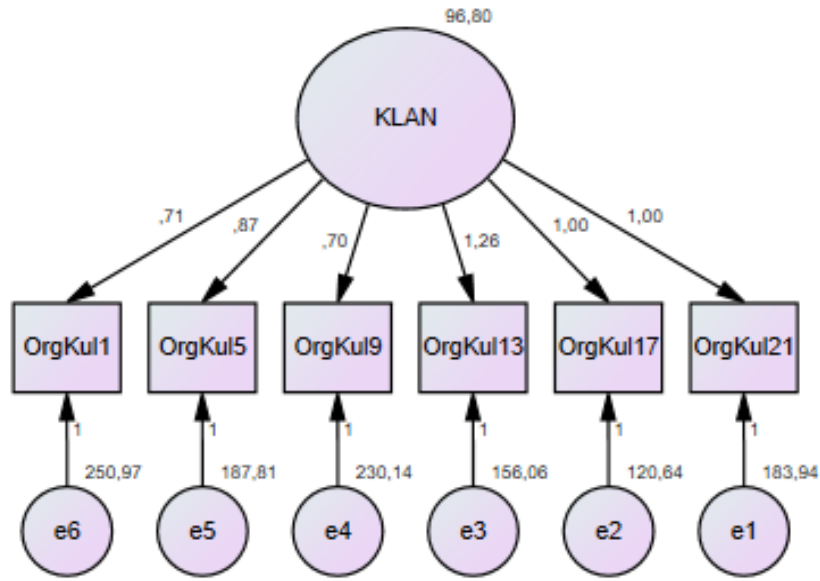 96,80
KLAN
,71
,87
,70
1,26
1,00
1,00
OrgKul1
OrgKul5
OrgKul9
OrgKul13
OrgKul17
OrgKul21
1
1
1
1
1
1
250,97
187,81
230,14
156,06
120,64
183,94
e6
e5
e4
e3
e2
e1